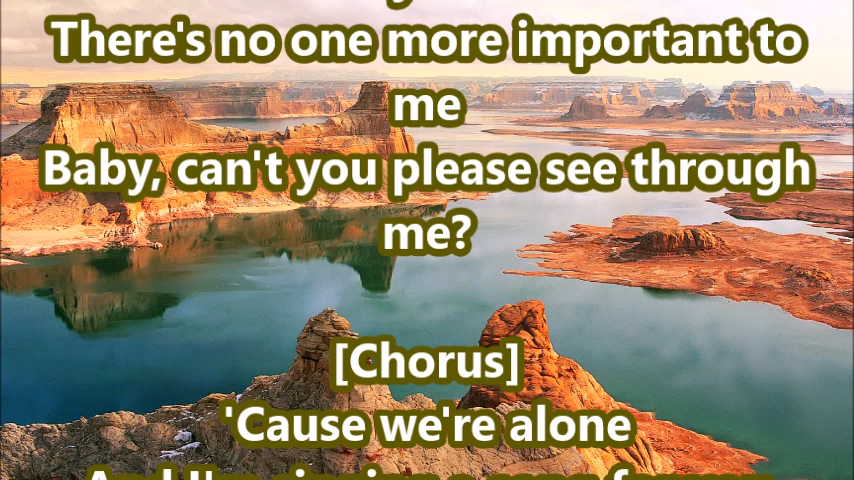 There's no one more important to
me
Baby, can't you please see through
me?
[Chorus]
'Cause we're alone